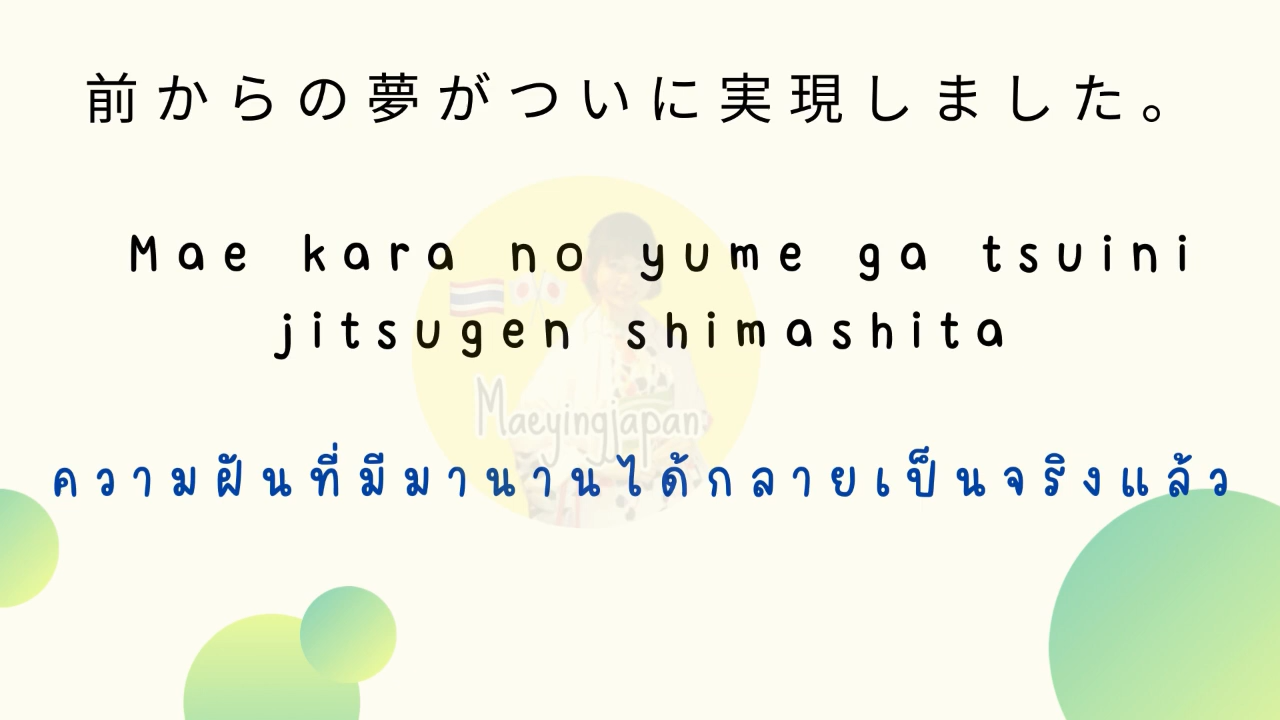 前からの夢がついに実現しました。
Mae kara no yume ga tsuini
jitsugen shimashita
Maeyingjapan
ความฝันที่มีมานานได้กลายเป็นจริงแล้ว